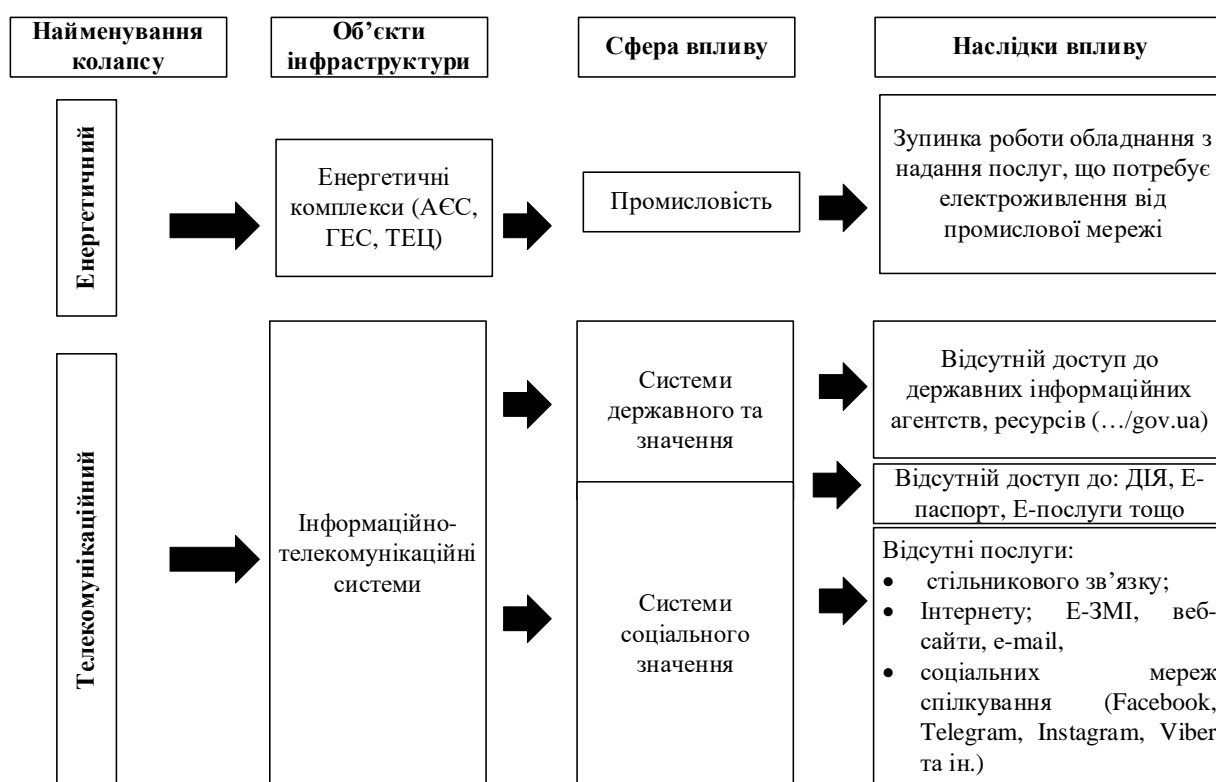 Найменування
колапсу
Об’єкти
інфраструктури
Сфера впливу
Наслідки впливу
Енергетичний
Енергетичні
комплекси (АЄС,
ГЕС, ТЕЦ)
Промисловість
Зупинка роботи обладнання з
надання послуг, що потребує
електроживлення від
промислової мережі
Телекомунікаційний
Інформаційно-
телекомунікаційні
системи
Системи
державного та
значення
Відсутній доступ до
державних інформаційних
агентств, ресурсів (…/gov.ua)
Відсутній доступ до: ДІЯ, Е-
паспорт, Е-послуги тощо
Системи
соціального
значення
Відсутні послуги:
• стільникового зв’язку;
• Інтернету; Е-ЗМІ, веб-
сайти, e-mail,
• соціальних мереж
спілкування (Facebook,
Telegram, Instagram, Viber
та ін.)